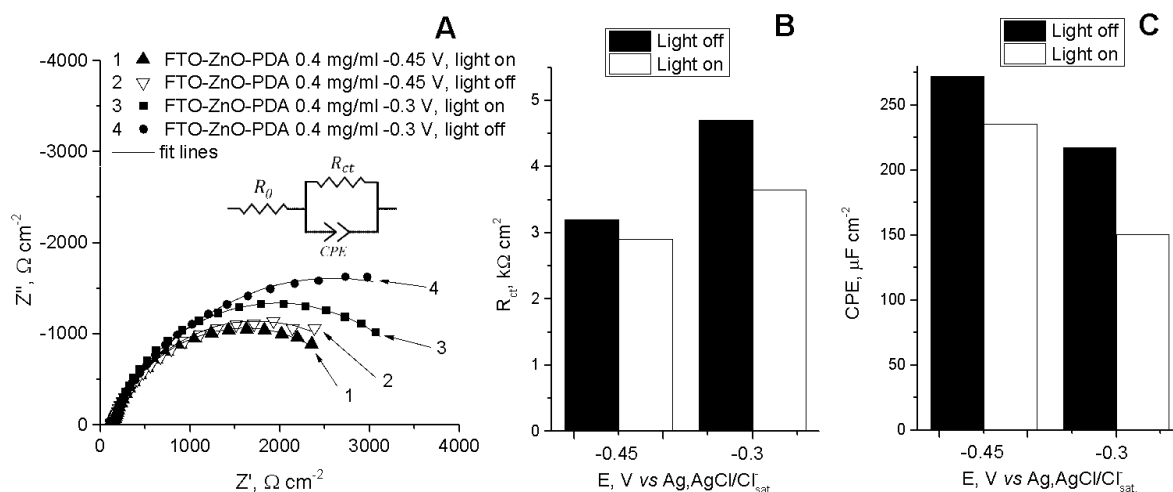 A
1 ▲ FTO-ZnO-PDA 0.4 mg/ml -0.45 V, light on
2 ▽ FTO-ZnO-PDA 0.4 mg/ml -0.45 V, light off
3 ■ FTO-ZnO-PDA 0.4 mg/ml -0.3 V, light on
4 ● FTO-ZnO-PDA 0.4 mg/ml -0.3 V, light off
fit lines
R0
Rct
CPE
-4000
-3000
-2000
-1000
0
Z'', Ω cm-2
4
3
2
1
0 1000 2000 3000 4000
Z', Ω cm-2
B
Light off
Light on
5
4
3
2
1
0
Rct, kΩ cm2
-0.45 -0.3
E, V vs Ag,AgCl/Cl-sat.
C
Light off
Light on
250
200
150
100
50
0
CPE, μF cm-2
-0.45 -0.3
E, V vs Ag,AgCl/Cl-sat.